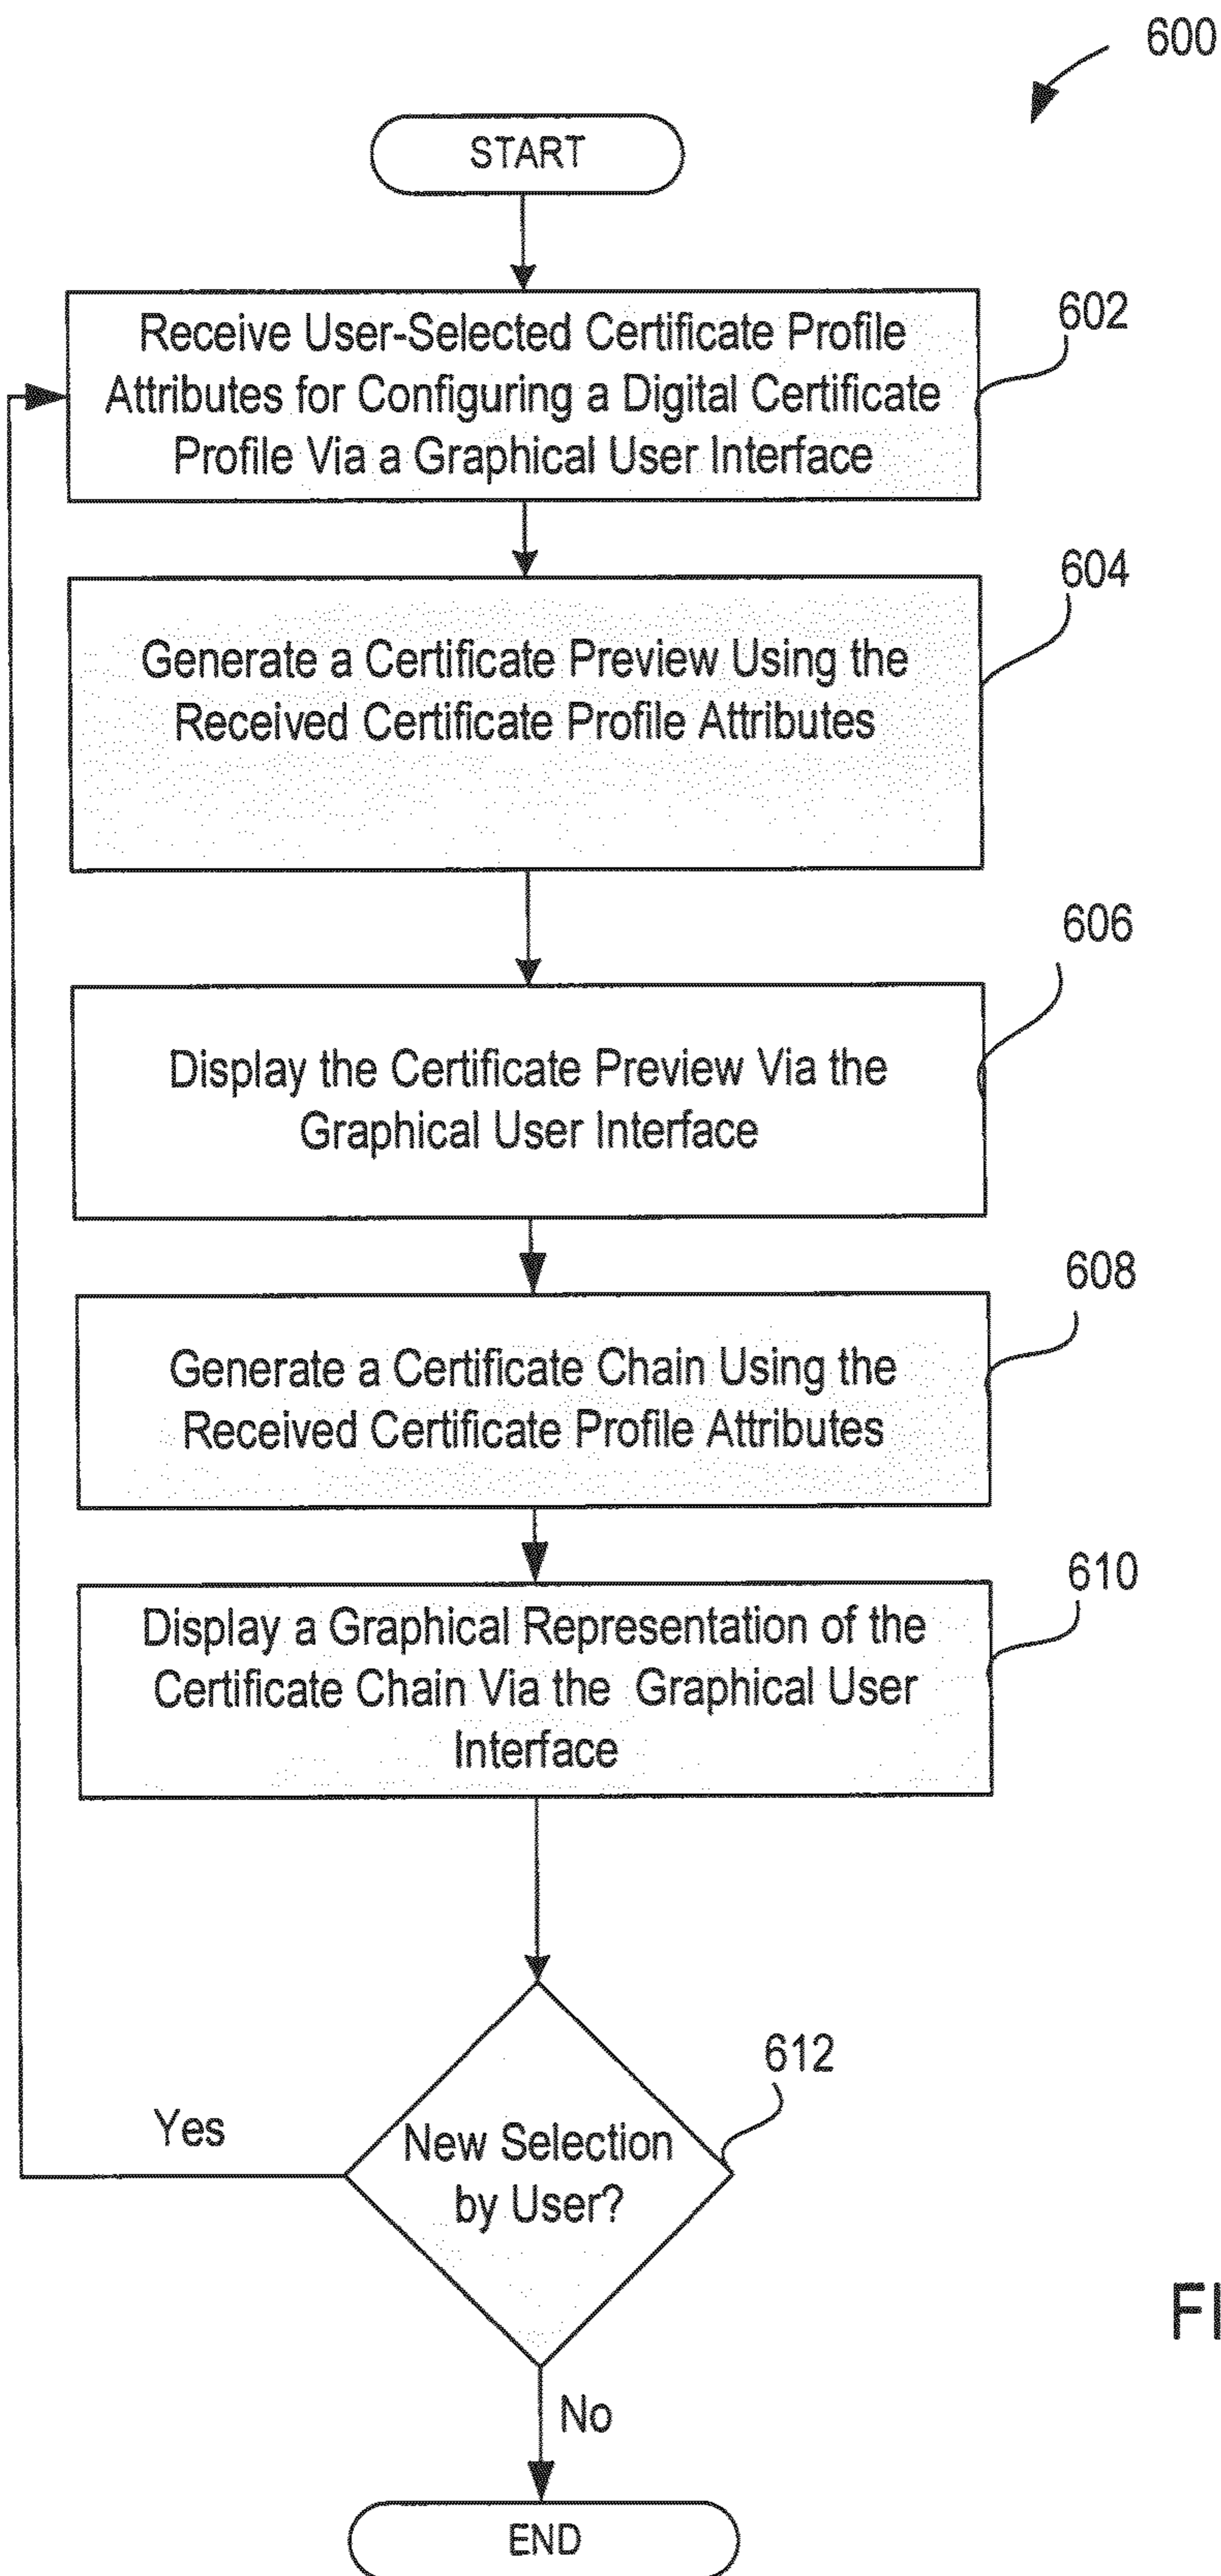 600
START
Receive User-Selected Certificate Profile
Attributes for Configuring a Digital Certificate
Profile Via a Graphical User Interface
602
604
Generate a Certificate Preview Using the
Received Certificate Profile Attributes
606
Display the Certificate Preview Via the
Graphical User Interface
608
Generate a Certificate Chain Using the
Received Certificate Profile Attributes
610
Display a Graphical Representation of the
Certificate Chain Via the Graphical User
Interface
612
Yes
New Selection
by User?
FI
No
END